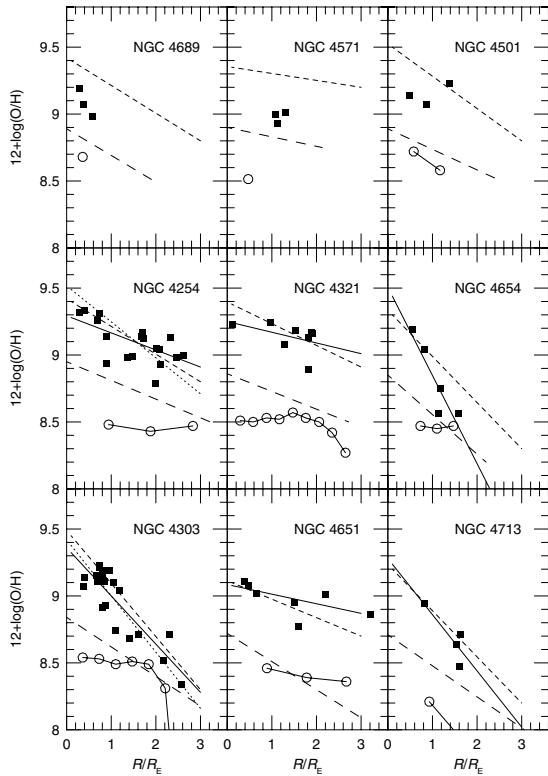 9.5
9
8.5
8
12+log(O/H)
NGC 4689
NGC 4571
NGC 4501
9.5
9
8.5
8
12+log(O/H)
NGC 4254
NGC 4321
NGC 4654
9.5
9
8.5
8
12+log(O/H)
NGC 4303
NGC 4651
NGC 4713
0 1 2 3 0 1 2 3 0 1 2 3
R/R_E R/R_E R/R_E